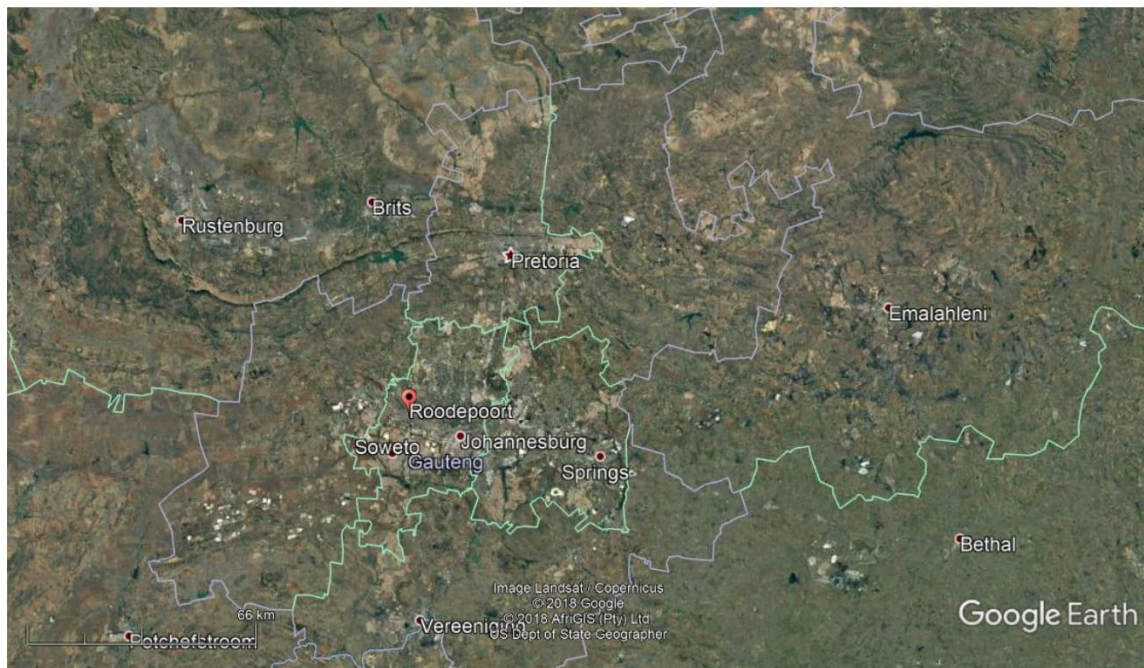 Brits
Rustenburg
Pretoria
Emalahleni
Roodepoort
Johannesburg
Soweto
Gauteng
Springs
Bethal
Image Landsat / Copernicus
© 2018 Google
© 2018 AfriGIS (Pty) Ltd
US Dept of State Geographer
66 km
Vereeniging
Potchefstroom
Google Earth